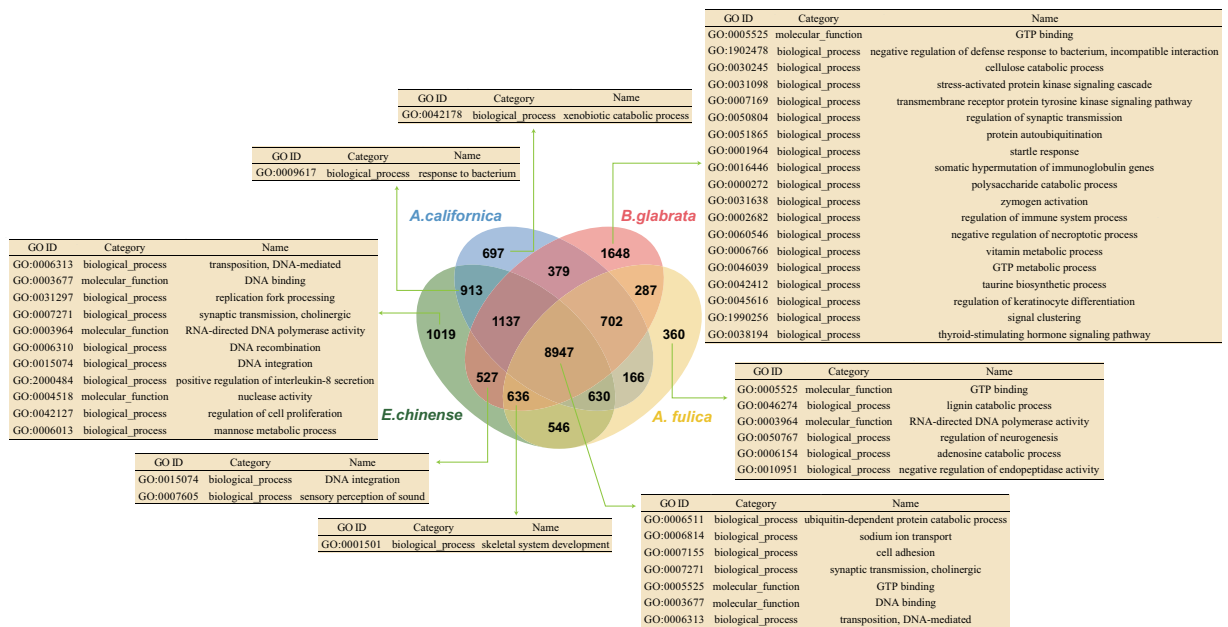 GO ID Category Name
GO:0005525 molecular_function GTP binding
GO:1902478 biological_process negative regulation of defense response to bacterium, incompatible interaction
GO:0030245 biological_process cellulose catabolic process
GO:0031098 biological_process stress-activated protein kinase signaling cascade
GO:0007169 biological_process transmembrane receptor protein tyrosine kinase signaling pathway
GO:0050804 biological_process regulation of synaptic transmission
GO:0051865 biological_process protein autoubiquitination
GO:0001964 biological_process startle response
GO:0016446 biological_process somatic hypermutation of immunoglobulin genes
GO:0000272 biological_process polysaccharide catabolic process
GO:0031638 biological_process zymogen activation
GO:0002682 biological_process regulation of immune system process
GO:0060546 biological_process negative regulation of necroptotic process
GO:0006766 biological_process vitamin metabolic process
GO:0046039 biological_process GTP metabolic process
GO:0042412 biological_process taurine biosynthetic process
GO:0045616 biological_process regulation of keratinocyte differentiation
GO:1990256 biological_process signal clustering
GO:0038194 biological_process thyroid-stimulating hormone signaling pathway
GO ID Category Name
GO:0042178 biological_process xenobiotic catabolic process
GO ID Category Name
GO:0009617 biological_process response to bacterium
A.californica
B.glabrata
GO ID Category Name
GO:0006313 biological_process transposition, DNA-mediated
GO:0003677 molecular_function DNA binding
GO:0031297 biological_process replication fork processing
GO:0007271 biological_process synaptic transmission, cholinergic
GO:0003964 molecular_function RNA-directed DNA polymerase activity
GO:0006310 biological_process DNA recombination
GO:0015074 biological_process DNA integration
GO:2000484 biological_process positive regulation of interleukin-8 secretion
GO:0004518 molecular_function nuclease activity
GO:0042127 biological_process regulation of cell proliferation
GO:0006013 biological_process mannose metabolic process
697
1648
379
913
287
1137
702
1019
360
8947
527
166
636
630
546
E.chinense
A. fulica
GO ID Category Name
GO:0005525 molecular_function GTP binding
GO:0046274 biological_process lignin catabolic process
GO:0003964 molecular_function RNA-directed DNA polymerase activity
GO:0050767 biological_process regulation of neurogenesis
GO:0006154 biological_process adenosine catabolic process
GO:0010951 biological_process negative regulation of endopeptidase activity
GO ID Category Name
GO:0015074 biological_process DNA integration
GO:0007605 biological_process sensory perception of sound
GO ID Category Name
GO:0001501 biological_process skeletal system development
GO ID Category Name
GO:0006511 biological_process ubiquitin-dependent protein catabolic process
GO:0006814 biological_process sodium ion transport
GO:0007155 biological_process cell adhesion
GO:0007271 biological_process synaptic transmission, cholinergic
GO:0005525 molecular_function GTP binding
GO:0003677 molecular_function DNA binding
GO:0006313 biological_process transposition, DNA-mediated